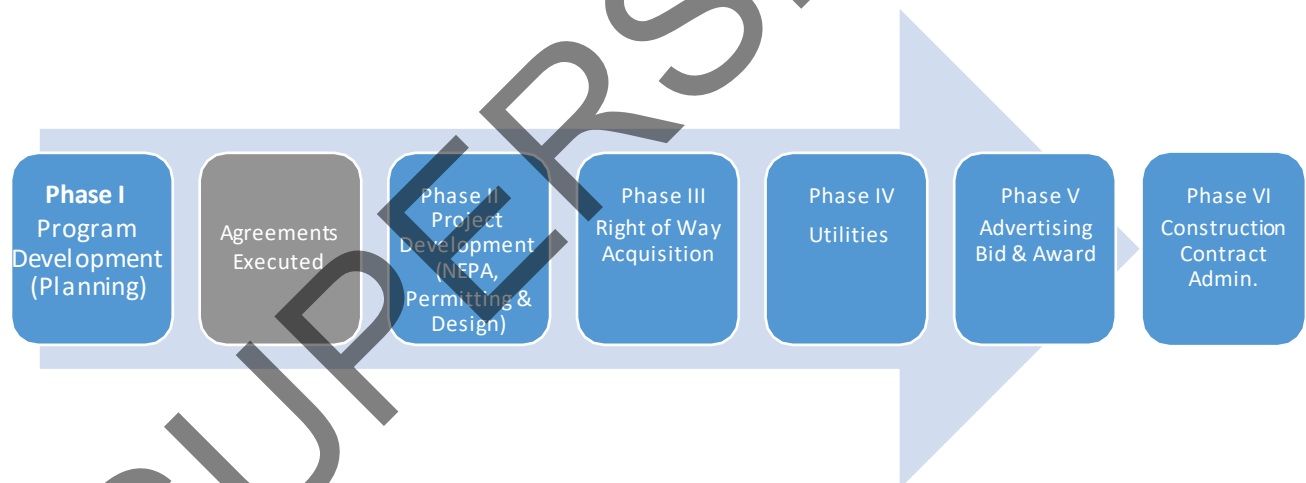 Phase I
Program
Development
(Planning)
Agreements
Executed
Phase II
Project
Development
(NEPA,
Permitting &
Design)
Phase III
Right of Way
Acquisition
Phase IV
Utilities
Phase V
Advertising
Bid & Award
Phase VI
Construction
Contract
Admin.
SUPERS